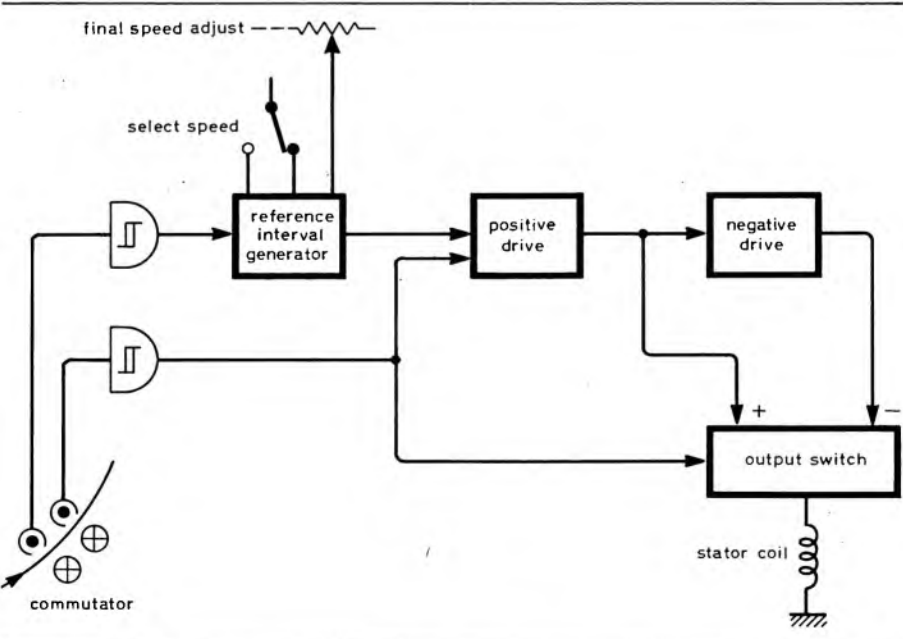 final speed adjust
select speed
reference
interval
generator
positive
drive
negative
drive
+
−
output switch
stator coil
commutator